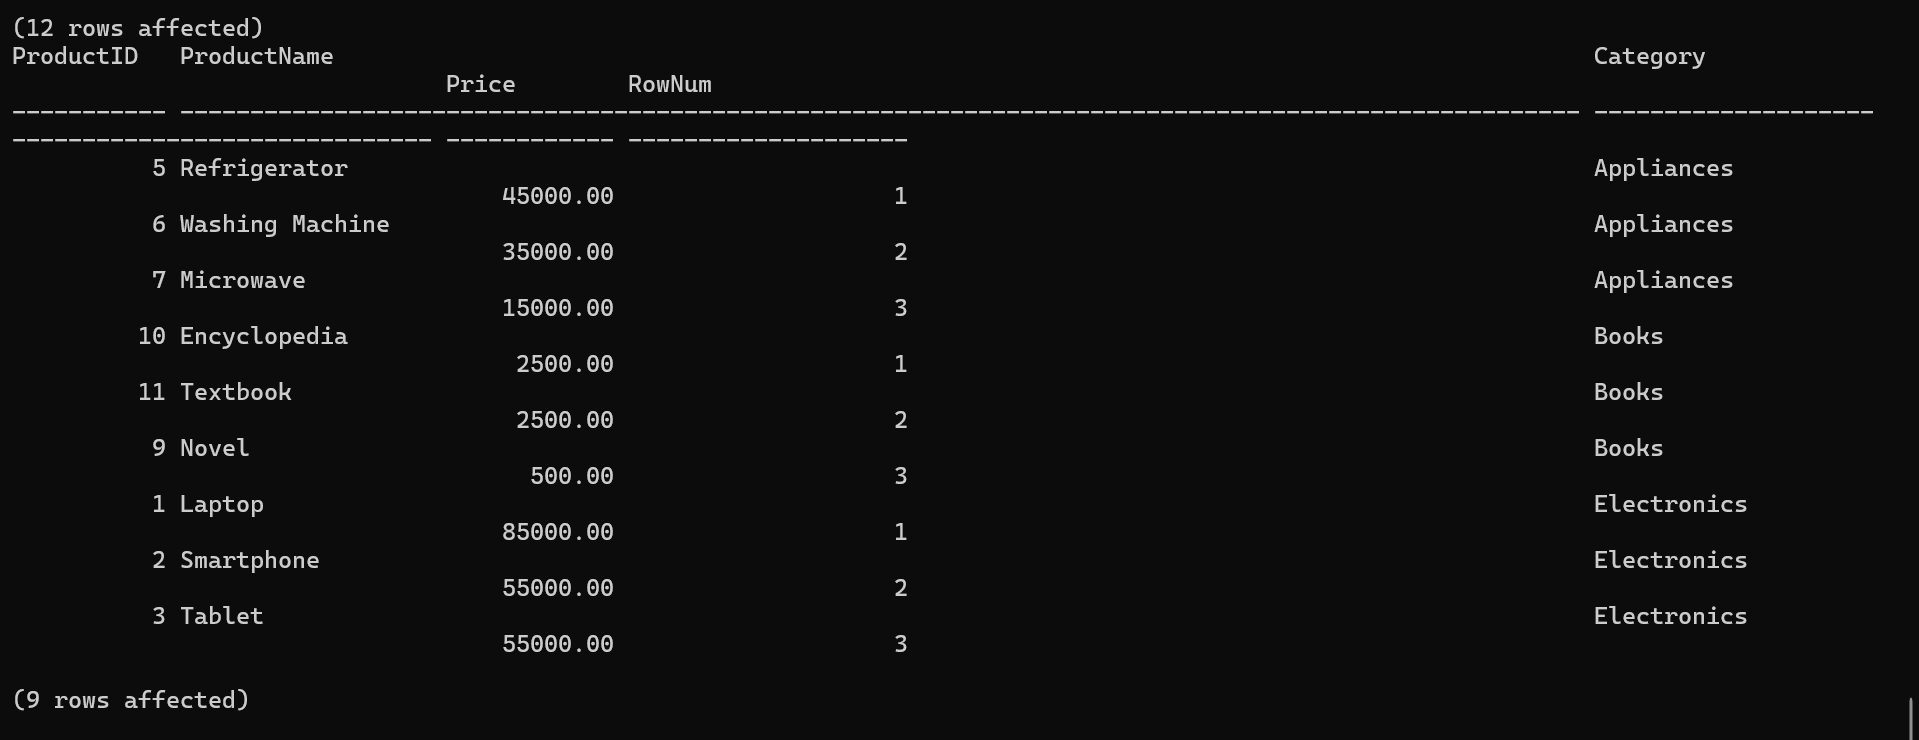 (12 rows affected)
ProductID   ProductName                                                                                          Category
                               Price        RowNum
----------- ---------------------------------------------------------------------------------------------------- --------------------
------------------------------ ------------ --------------------
          5 Refrigerator                                                                                         Appliances
                                   45000.00                    1
          6 Washing Machine                                                                                      Appliances
                                   35000.00                    2
          7 Microwave                                                                                            Appliances
                                   15000.00                    3
         10 Encyclopedia                                                                                         Books
                                    2500.00                    1
         11 Textbook                                                                                             Books
                                    2500.00                    2
          9 Novel                                                                                                Books
                                     500.00                    3
          1 Laptop                                                                                               Electronics
                                   85000.00                    1
          2 Smartphone                                                                                           Electronics
                                   55000.00                    2
          3 Tablet                                                                                               Electronics
                                   55000.00                    3
(9 rows affected)